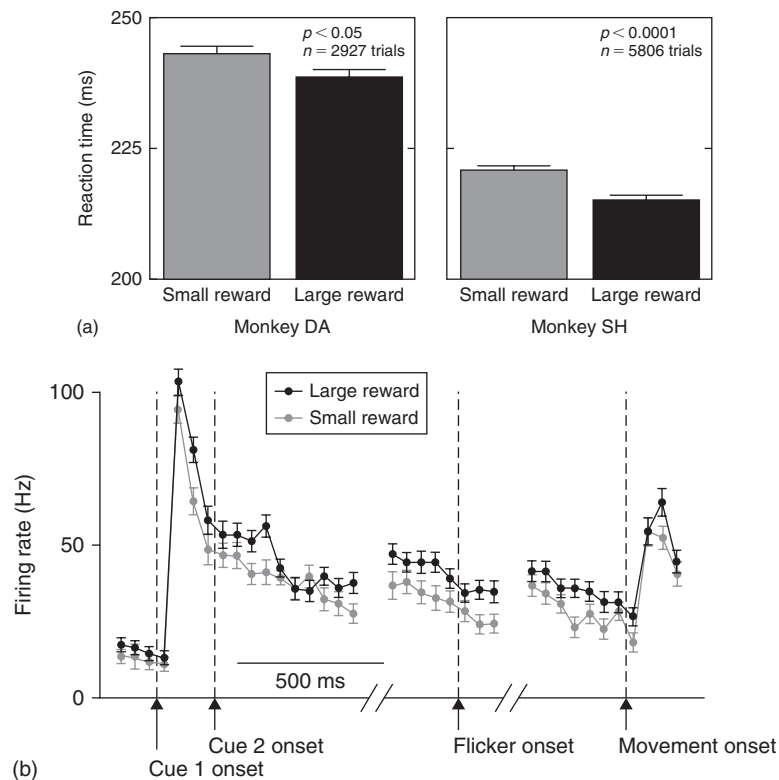 250
225
200
Reaction time (ms)
p < 0.05
n = 2927 trials
p < 0.0001
n = 5806 trials
Small reward Large reward
Small reward Large reward
(a)
Monkey DA
Monkey SH
100
50
0
Firing rate (Hz)
Large reward
Small reward
500 ms
Cue 2 onset
Flicker onset
Movement onset
Cue 1 onset
(b)